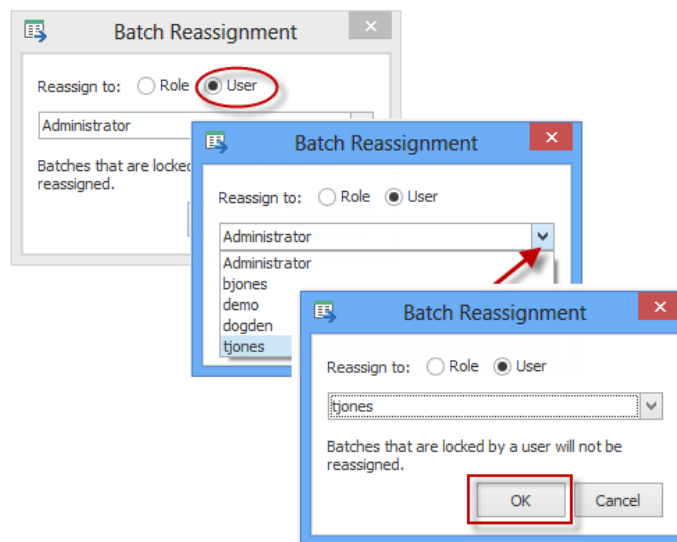 Batch Reassignment
Reassign to: Role User
Administrator
Batches that are locked
reassigned.
Batch Reassignment
Reassign to: Role User
Administrator
Administrator
bjones
demo
dogden
tjones
Batch Reassignment
Reassign to: Role User
tjones
Batches that are locked by a user will not be
reassigned.
OK Cancel